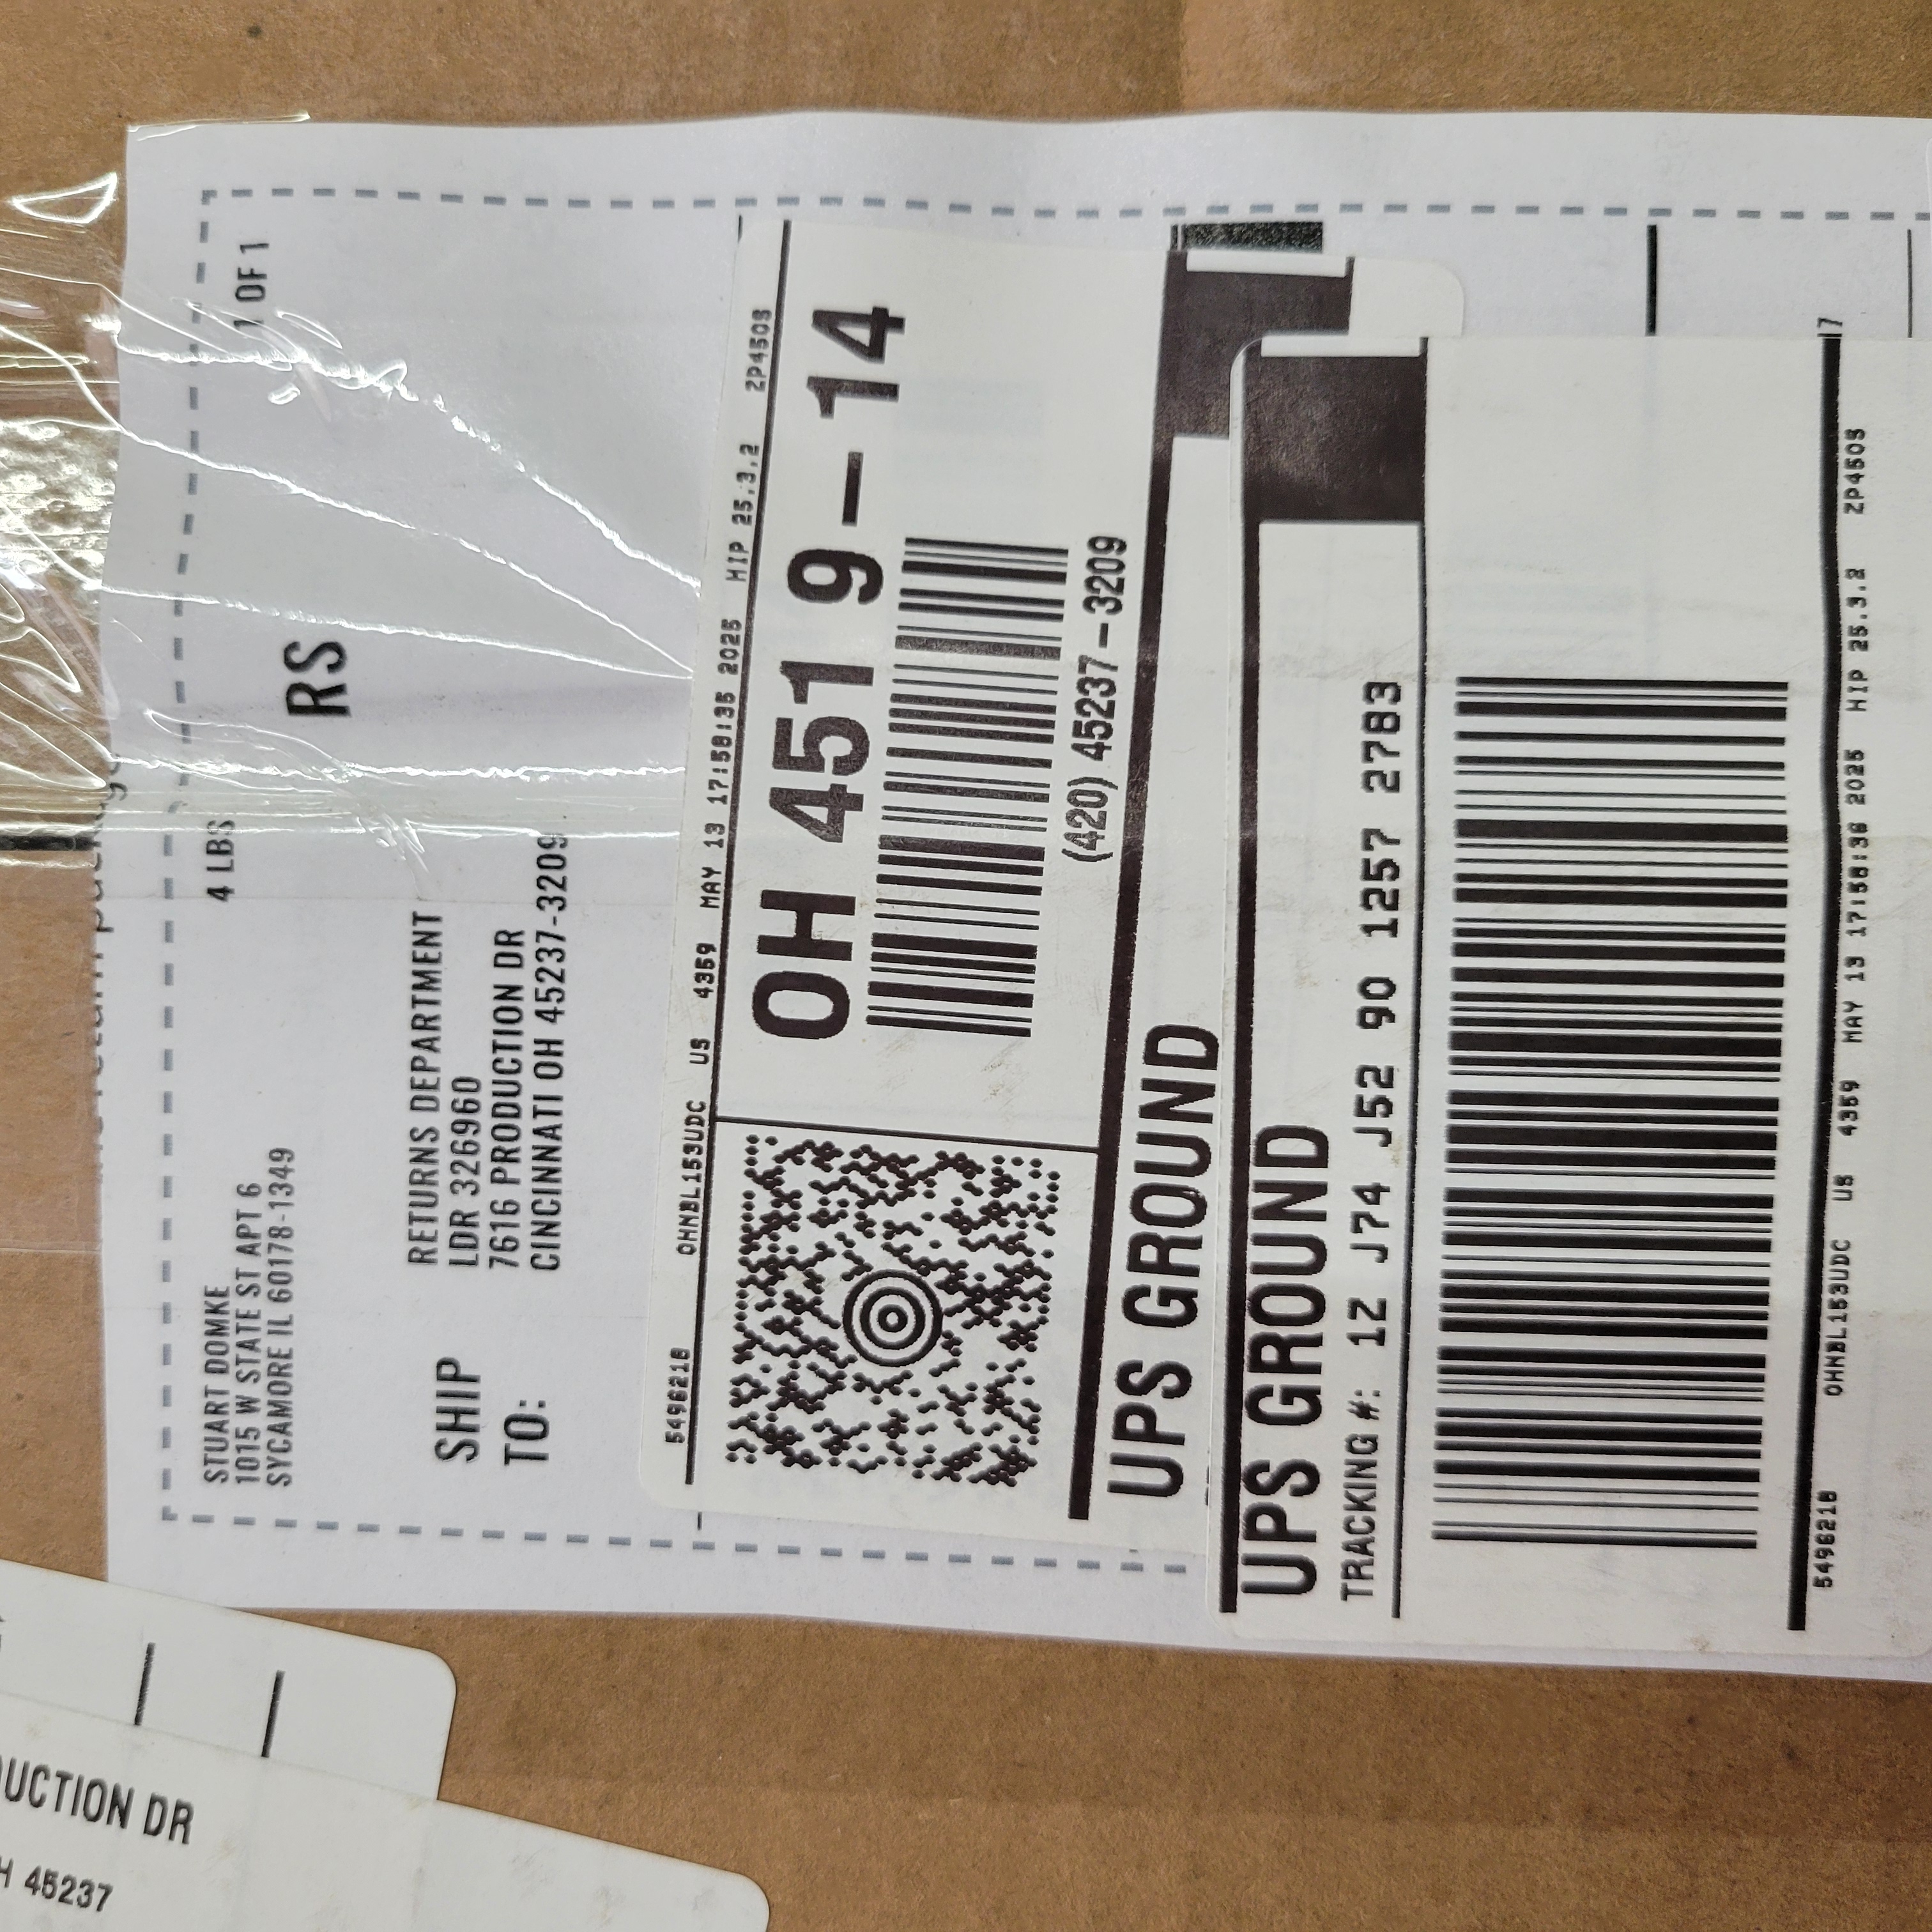 STUART DOMKE
1015 W STATE ST APT 6
SYCAMORE IL 60178-1349
4 LBS
1 OF 1
RS
SHIP
TO:
RETURNS DEPARTMENT
LDR 326960
7616 PRODUCTION DR
CINCINNATI OH 45237-3209
5496218 OHNBL153UDC US 4359 MAY 13 17:58:35 2025 HIP 25.3.2 ZP450S
OH 451 9-14
(420) 45237-3209
UPS GROUND
UPS GROUND
TRACKING #: 1Z J74 J52 90 1257 2783
5496218 OHNBL153UDC US 4359 MAY 13 17:58:36 2025 HIP 25.3.2 ZP450S
17
UCTION DR
H 45237